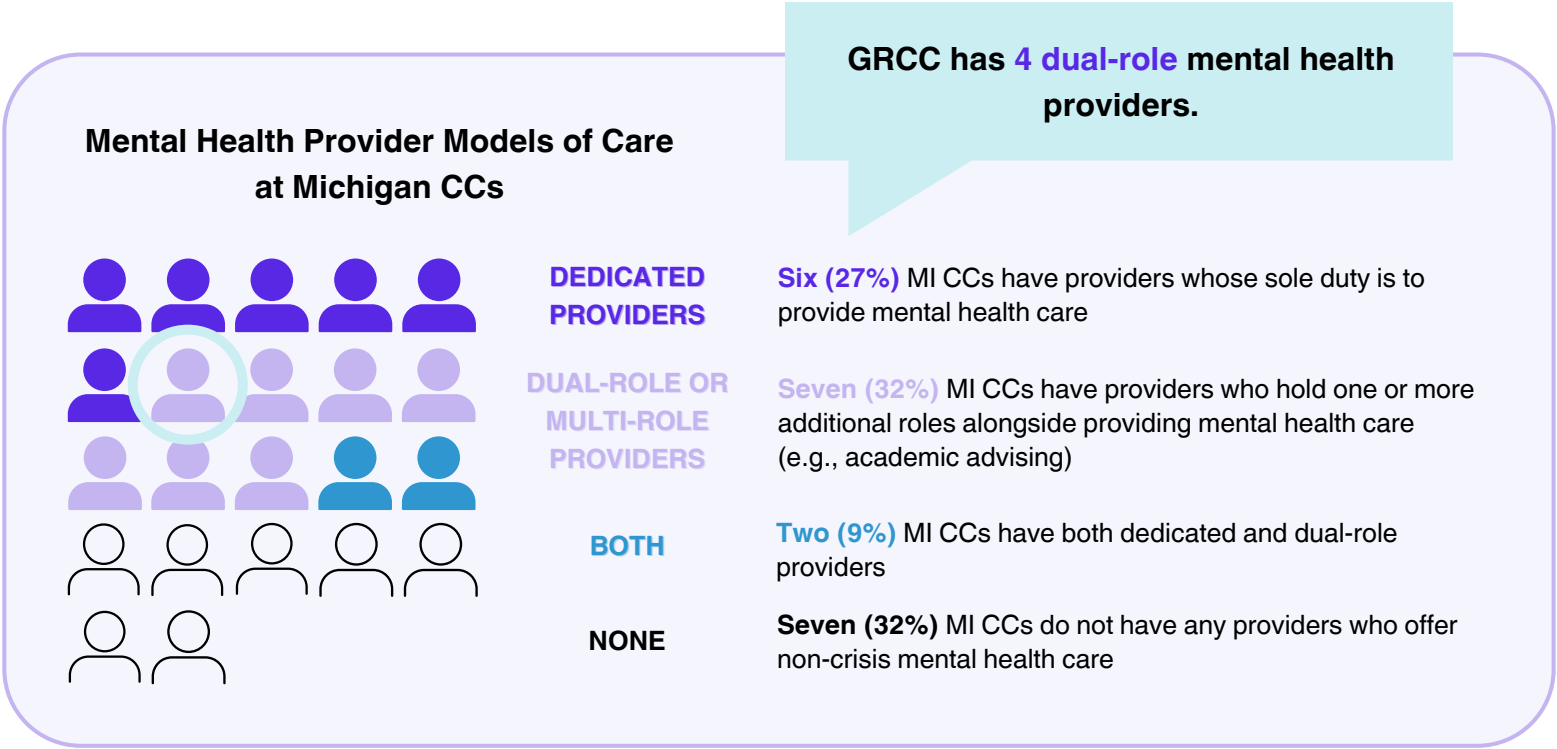 GRCC has 4 dual-role mental health
providers.
Mental Health Provider Models of Care
at Michigan CCs
DEDICATED
PROVIDERS
Six (27%) MI CCs have providers whose sole duty is to
provide mental health care
DUAL-ROLE OR
MULTI-ROLE
PROVIDERS
Seven (32%) MI CCs have providers who hold one or more
additional roles alongside providing mental health care
(e.g., academic advising)
BOTH
Two (9%) MI CCs have both dedicated and dual-role
providers
NONE
Seven (32%) MI CCs do not have any providers who offer
non-crisis mental health care